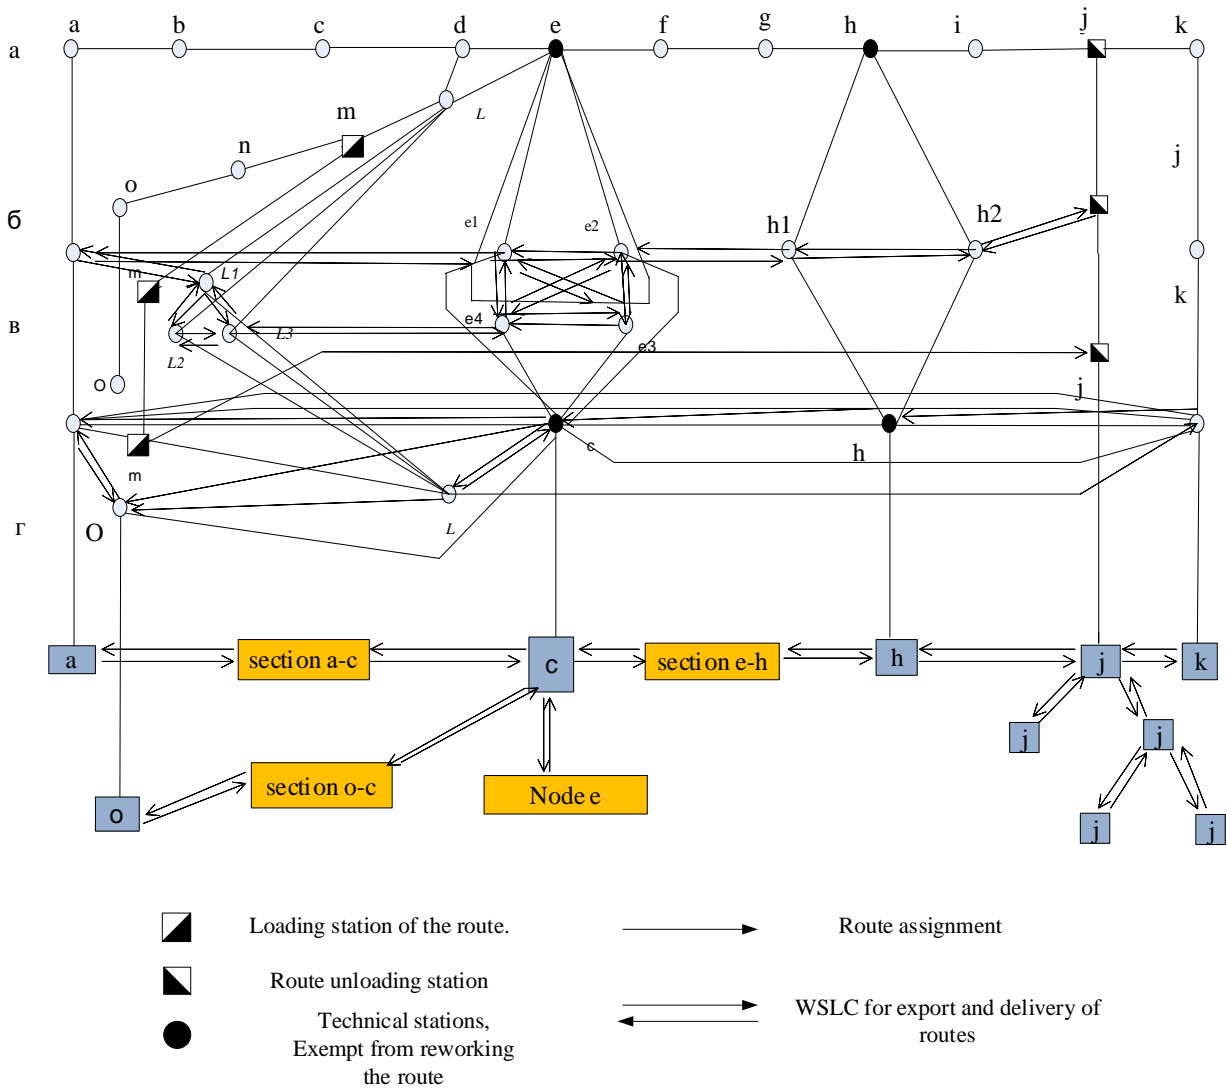 a b c d e f g h i j k
а
L
m
n
j
o
б
e1 e2 h1 h2
m L1
k
в
e4 L3
e3
L2
o
j
c h
m
г O L
a section a-c c section e-h h j k
j j
section o-c
Node e
o j j
Loading station of the route. Route assignment
Route unloading station
WSLC for export and delivery of
routes
Technical stations,
Exempt from reworking
the route